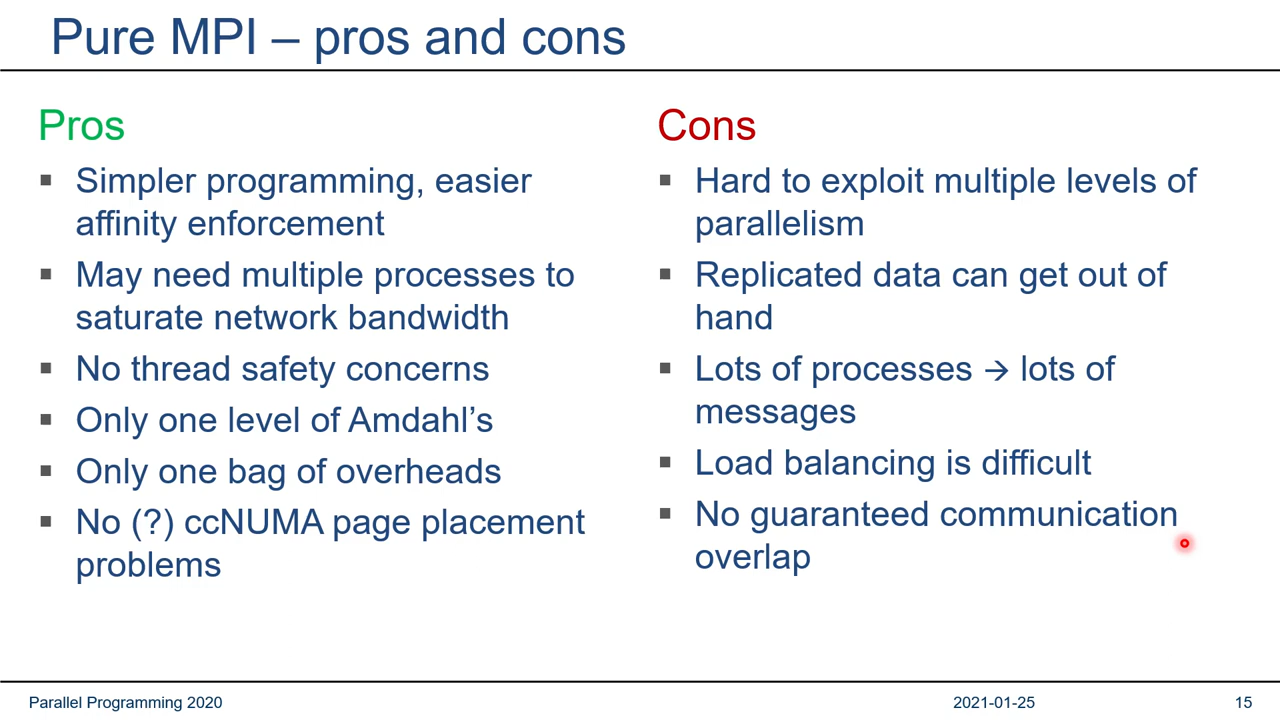 Pure MPI – pros and cons
Pros
▪ Simpler programming, easier
affinity enforcement
▪ May need multiple processes to
saturate network bandwidth
▪ No thread safety concerns
▪ Only one level of Amdahl’s
▪ Only one bag of overheads
▪ No (?) ccNUMA page placement
problems
Cons
▪ Hard to exploit multiple levels of
parallelism
▪ Replicated data can get out of
hand
▪ Lots of processes → lots of
messages
▪ Load balancing is difficult
▪ No guaranteed communication
overlap
Parallel Programming 2020
2021-01-25
15